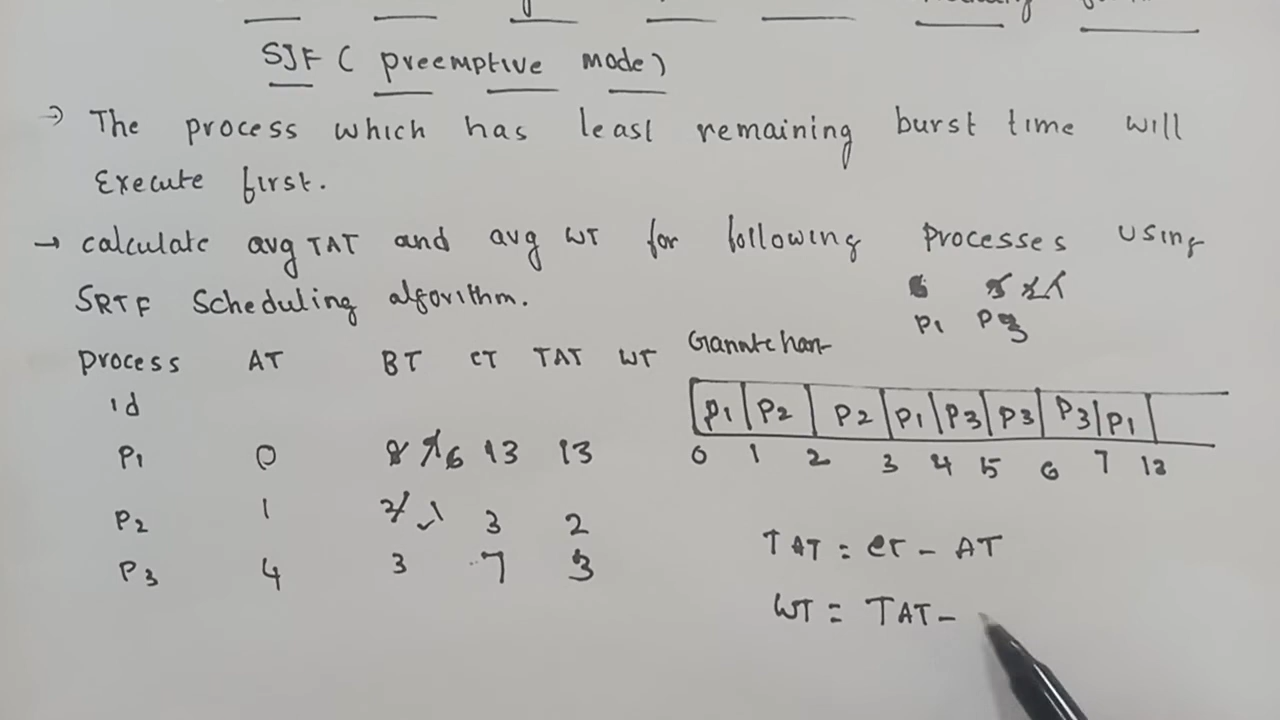 SJF ( preemptive mode )
→ The process which has least remaining burst time will
Execute first.
→ calculate avg TAT and avg WT for following processes using
SRTF Scheduling algorithm.
P1 P3
Process AT BT CT TAT WT
Id
P1 0 8 7 6 13 13
P2 1 2 1 3 2
P3 4 3 7 3
Ganntchart
P1 P2 P2 P1 P3 P3 P3 P1
0 1 2 3 4 5 6 7 12
TAT = CT - AT
WT = TAT -